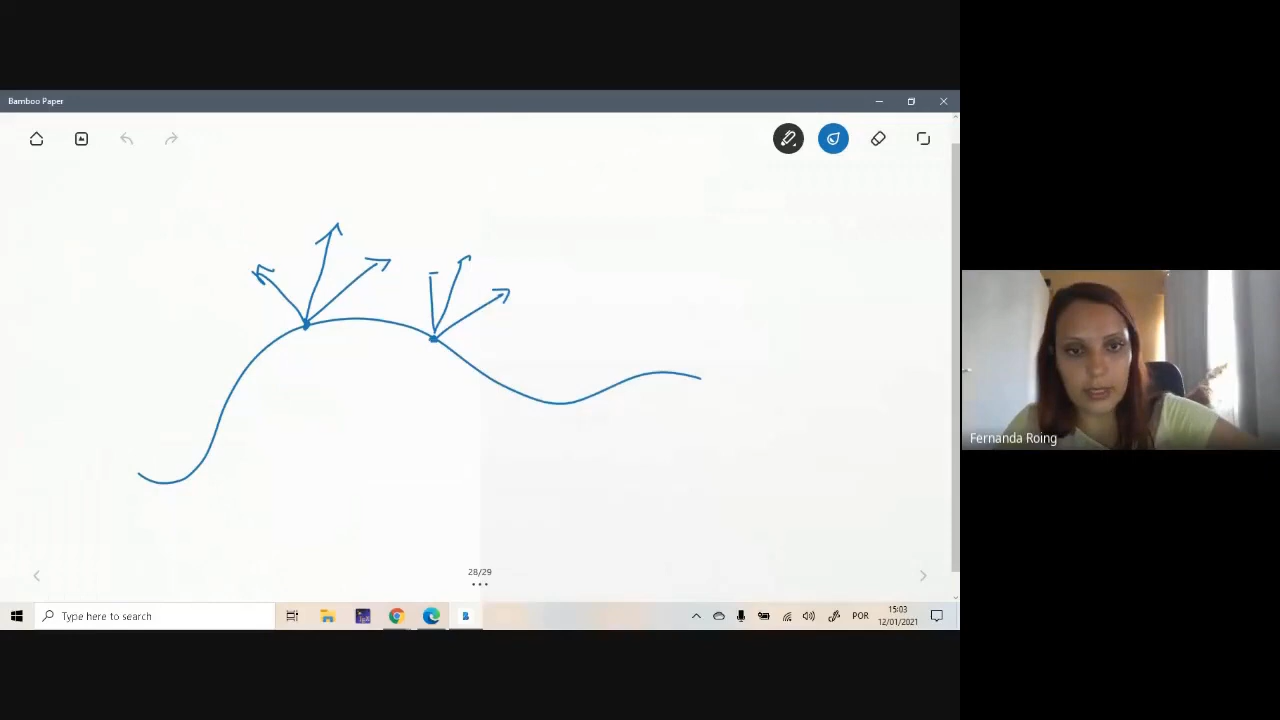 Bamboo Paper
28/29
Fernanda Roing
Type here to search
POR
15:03
12/01/2021